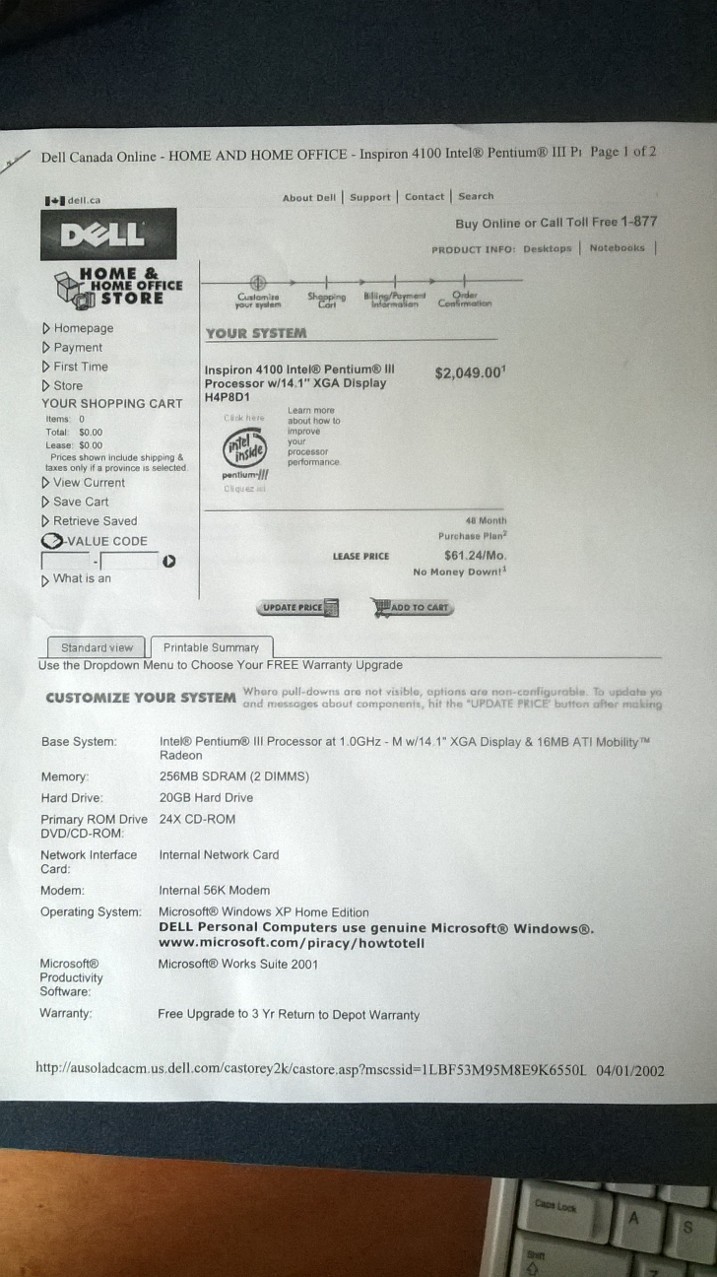 Dell Canada Online - HOME AND HOME OFFICE - Inspiron 4100 Intel® Pentium® III Page 1 of 2
dell.ca
About Dell | Support | Contact | Search
DELL
Buy Online or Call Toll Free 1-877
PRODUCT INFO: Desktops | Notebooks |
HOME &
HOME OFFICE
STORE
Customize
your system
Shopping
Cart
Billing/Payment
Information
Order
Confirmation
Homepage
Payment
First Time
Store
YOUR SHOPPING CART
Items: 0
Total: $0.00
Lease: $0.00
Prices shown include shipping &
taxes only if a province is selected.
View Current
Save Cart
Retrieve Saved
E-VALUE CODE
-
What is an
YOUR SYSTEM
Inspiron 4100 Intel® Pentium® III
Processor w/14.1" XGA Display
H4P8D1
$2,049.00¹
Click here
intel
inside
pentium///
Cliquez ici
Learn more
about how to
improve
your
processor
performance
48 Month
Purchase Plan²
LEASE PRICE $61.24/Mo.
No Money Down!¹
UPDATE PRICE ADD TO CART
Standard view Printable Summary
Use the Dropdown Menu to Choose Your FREE Warranty Upgrade
CUSTOMIZE YOUR SYSTEM Where pull-downs are not visible, options are non-configurable. To update yo
and messages about components, hit the "UPDATE PRICE" button after making
Base System: Intel® Pentium® III Processor at 1.0GHz - M w/14.1" XGA Display & 16MB ATI Mobility™
Radeon
Memory: 256MB SDRAM (2 DIMMS)
Hard Drive: 20GB Hard Drive
Primary ROM Drive 24X CD-ROM
DVD/CD-ROM:
Network Interface Internal Network Card
Card:
Modem: Internal 56K Modem
Operating System: Microsoft® Windows XP Home Edition
DELL Personal Computers use genuine Microsoft® Windows®.
www.microsoft.com/piracy/howtotell
Microsoft® Microsoft® Works Suite 2001
Productivity
Software:
Warranty: Free Upgrade to 3 Yr Return to Depot Warranty
http://ausoladcacm.us.dell.com/castorey2k/castore.asp?mscssid=1LBF53M95M8E9K6550L 04/01/2002
Caps Lock
A
S
Shift
Z